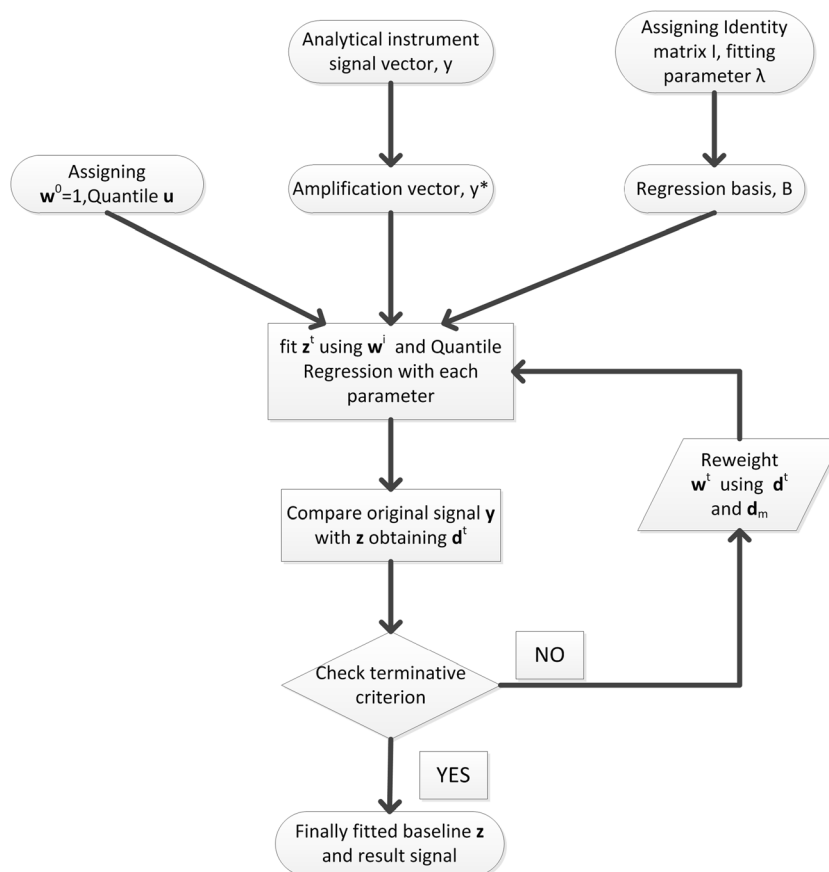 Analytical instrument
signal vector, y
Assigning Identity
matrix I, fitting
parameter λ
Assigning
w⁰=1,Quantile u
Amplification vector, y*
Regression basis, B
fit zᵗ using wⁱ and Quantile
Regression with each
parameter
Reweight
wᵗ using dᵗ
and dₘ
Compare original signal y
with z obtaining dᵗ
NO
Check terminative
criterion
YES
Finally fitted baseline z
and result signal